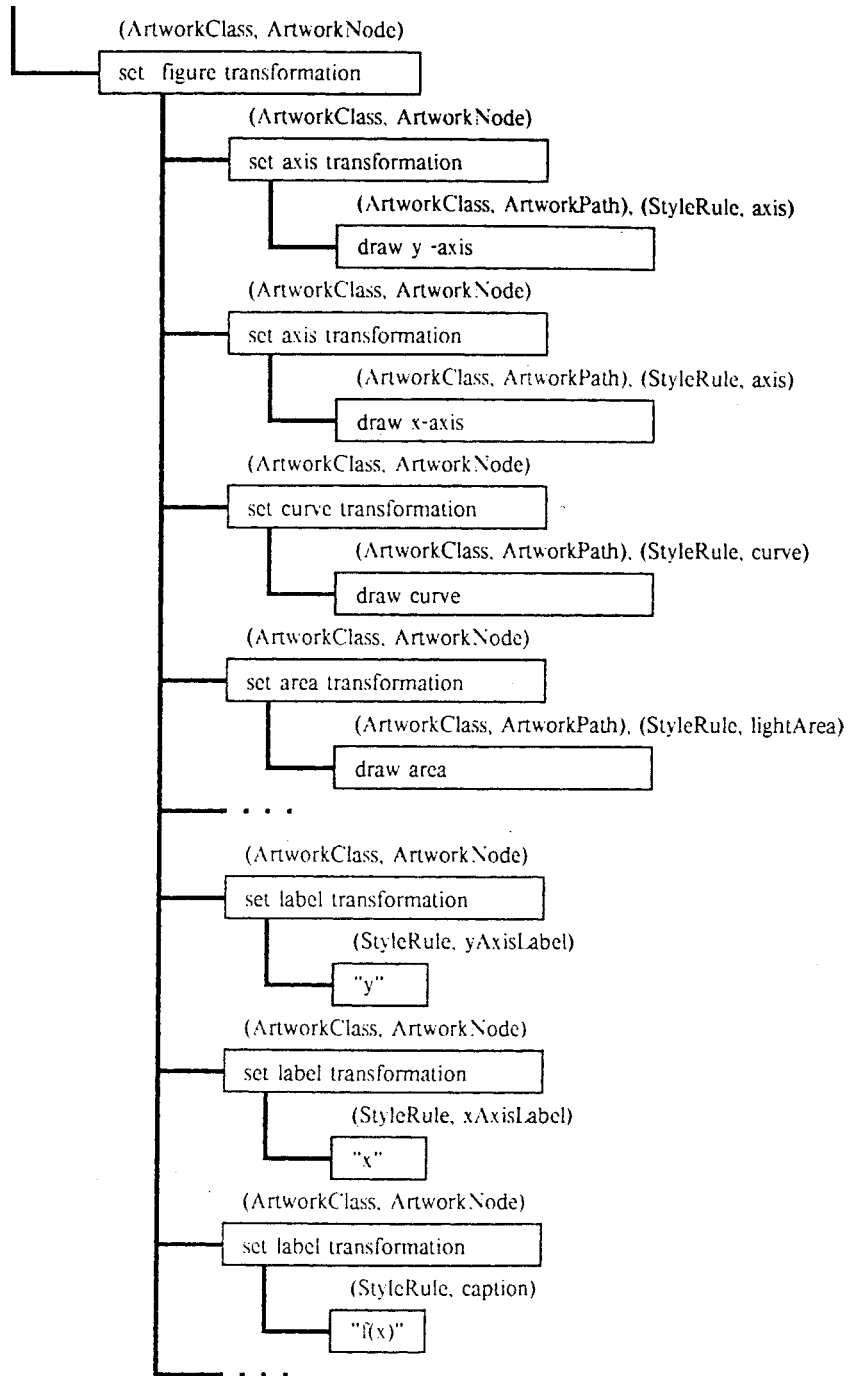 (ArtworkClass, ArtworkNode)
set figure transformation
(ArtworkClass, ArtworkNode)
set axis transformation
(ArtworkClass, ArtworkPath), (StyleRule, axis)
draw y -axis
(ArtworkClass, ArtworkNode)
set axis transformation
(ArtworkClass, ArtworkPath), (StyleRule, axis)
draw x-axis
(ArtworkClass, ArtworkNode)
set curve transformation
(ArtworkClass, ArtworkPath), (StyleRule, curve)
draw curve
(ArtworkClass, ArtworkNode)
set area transformation
(ArtworkClass, ArtworkPath), (StyleRule, lightArea)
draw area
. . .
(ArtworkClass, ArtworkNode)
set label transformation
(StyleRule, yAxisLabel)
"y"
(ArtworkClass, ArtworkNode)
set label transformation
(StyleRule, xAxisLabel)
"x"
(ArtworkClass, ArtworkNode)
set label transformation
(StyleRule, caption)
"f(x)"
. . .